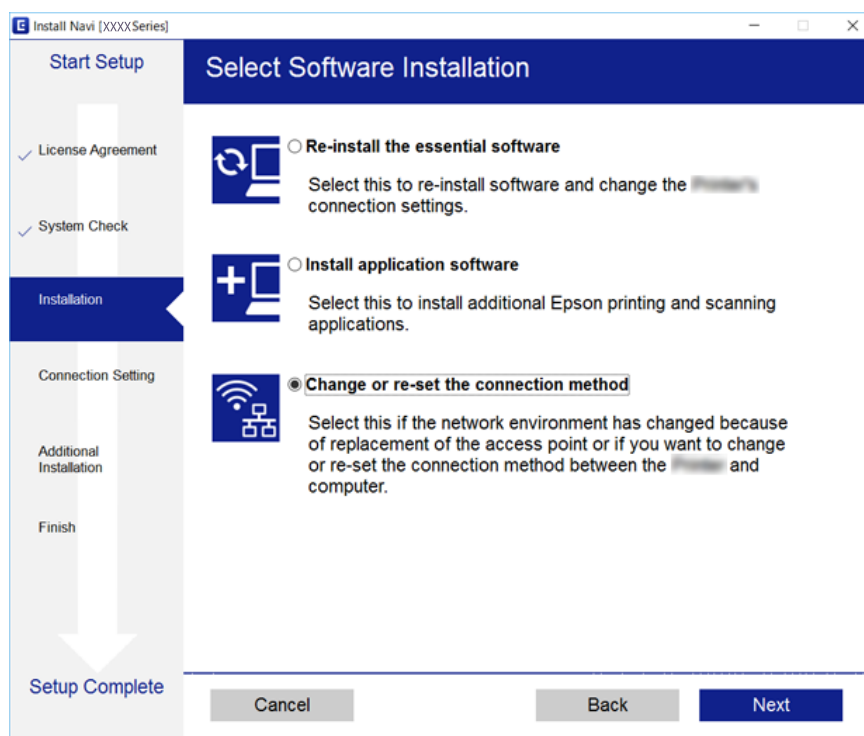 Install Navi [XXXX Series]
Start Setup
License Agreement
System Check
Installation
Connection Setting
Additional
Installation
Finish
Setup Complete
Select Software Installation
Re-install the essential software
Select this to re-install software and change the
connection settings.
Install application software
Select this to install additional Epson printing and scanning
applications.
Change or re-set the connection method
Select this if the network environment has changed because
of replacement of the access point or if you want to change
or re-set the connection method between the and
computer.
Cancel
Back
Next